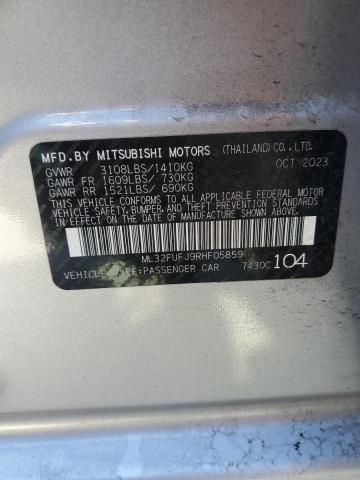 MFD.BY MITSUBISHI MOTORS (THAILAND) CO., LTD.
GVWR 3108LBS/1410KG OCT 2023
GAWR FR 1609LBS/ 730KG
GAWR RR 1521LBS/ 690KG
THIS VEHICLE CONFORMS TO ALL APPLICABLE FEDERAL MOTOR
VEHICLE SAFETY, BUMPER, AND THEFT PREVENTION STANDARDS
IN EFFECT ON THE DATE OF MANUFACTURE SHOWN ABOVE.
ML32FUFJ9RHF05859
VEHICLE TYPE:PASSENGER CAR 7430C 104